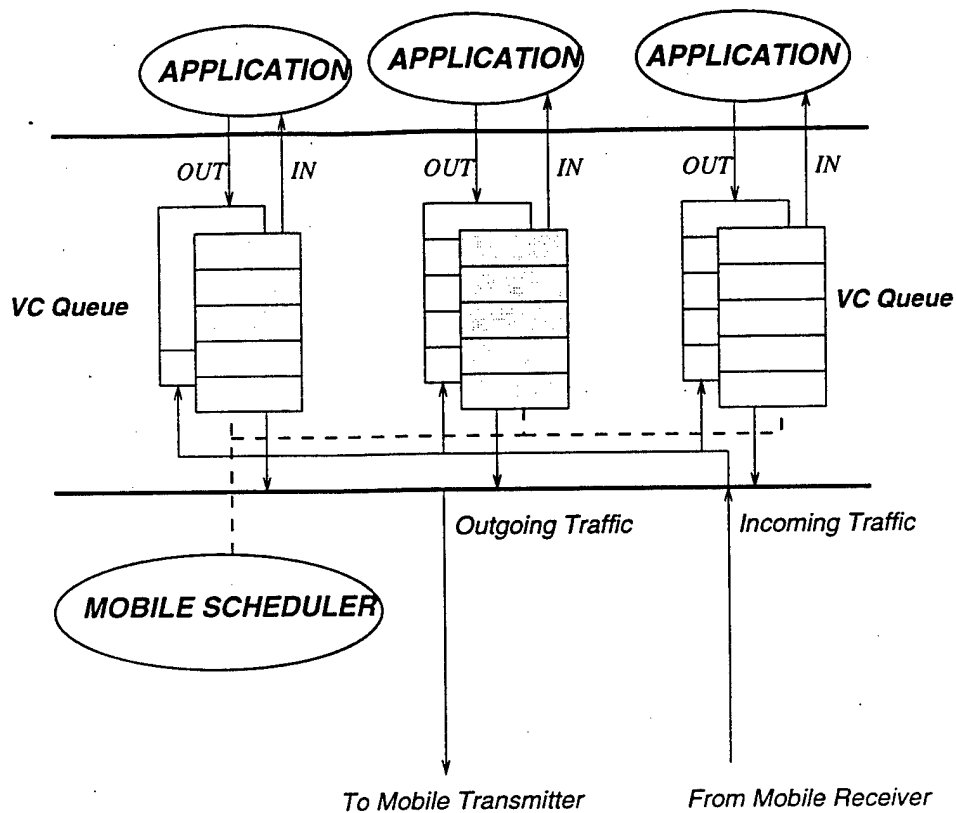 APPLICATION
APPLICATION
APPLICATION
OUT
IN
OUT
IN
OUT
IN
VC Queue
VC Queue
Outgoing Traffic
Incoming Traffic
MOBILE SCHEDULER
To Mobile Transmitter
From Mobile Receiver